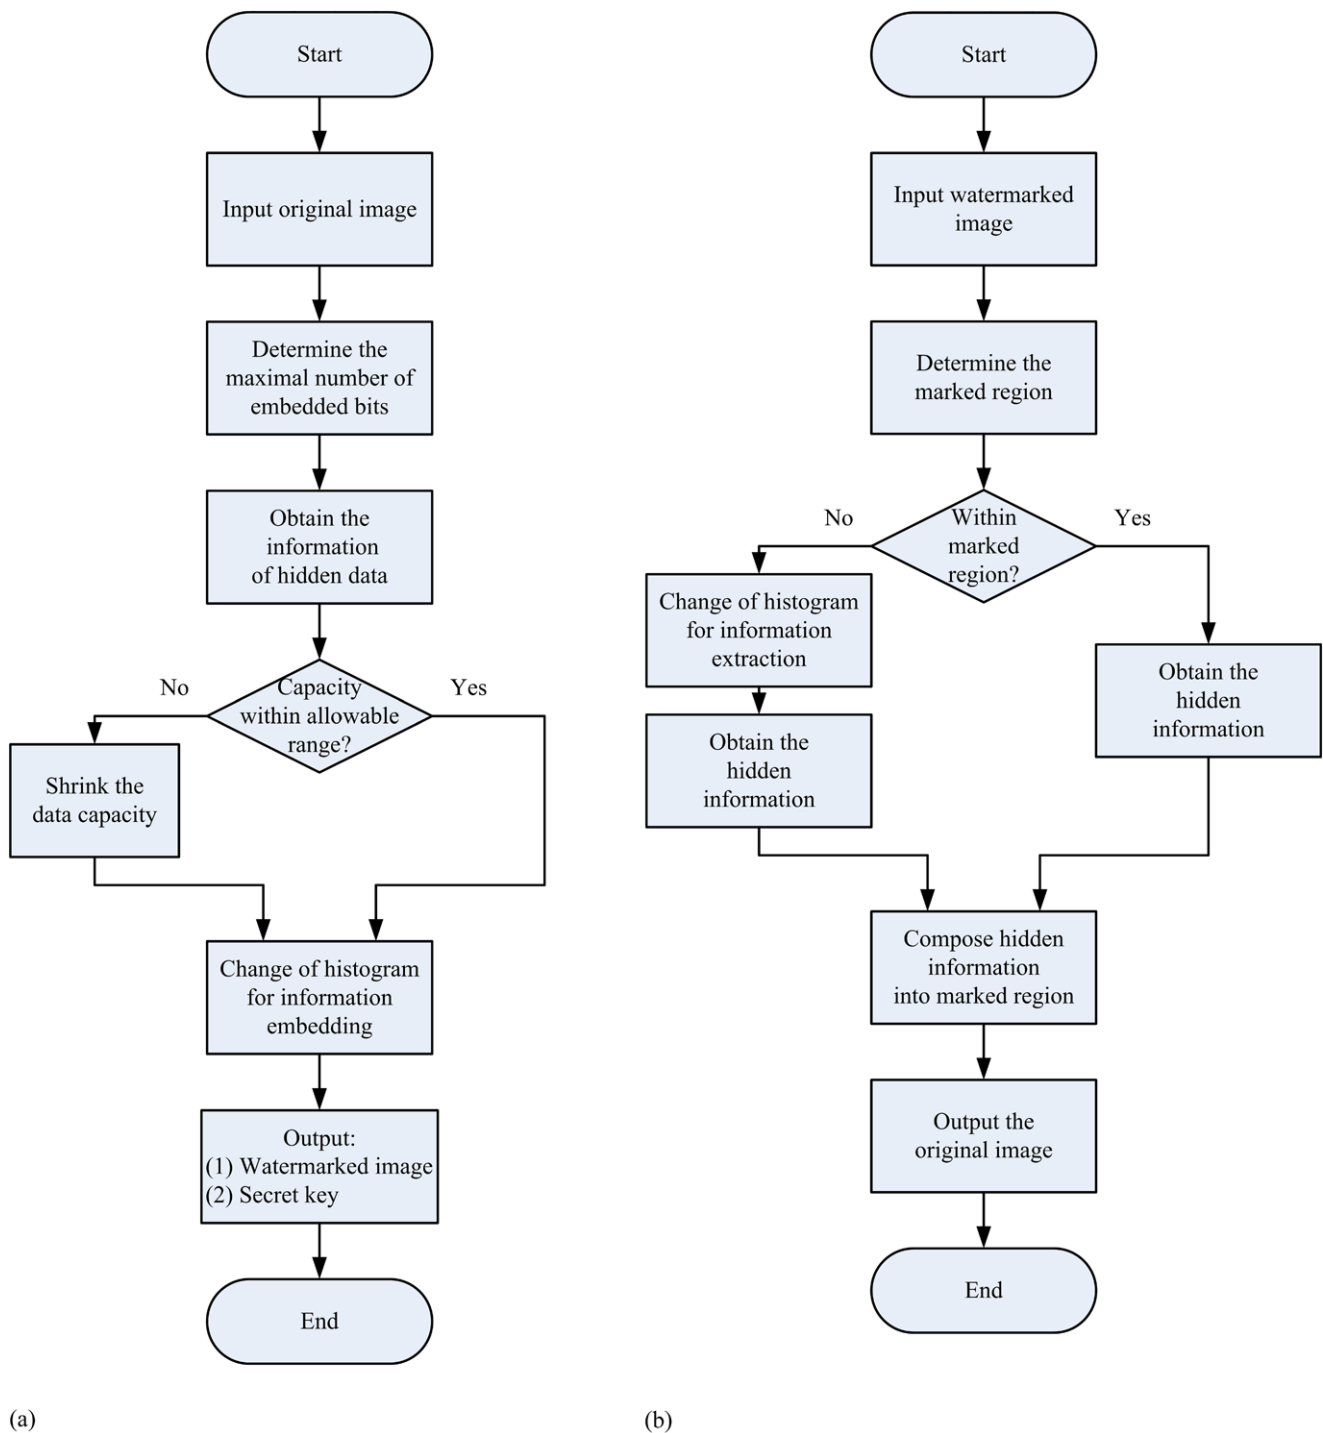 Start
Input original image
Determine the
maximal number of
embedded bits
Obtain the
information
of hidden data
Capacity
within allowable
range?
No
Yes
Shrink the
data capacity
Change of histogram
for information
embedding
Output:
(1) Watermarked image
(2) Secret key
End
(a)
Start
Input watermarked
image
Determine the
marked region
Within
marked
region?
No
Yes
Change of histogram
for information
extraction
Obtain the
hidden
information
Obtain the
hidden
information
Compose hidden
information
into marked region
Output the
original image
End
(b)